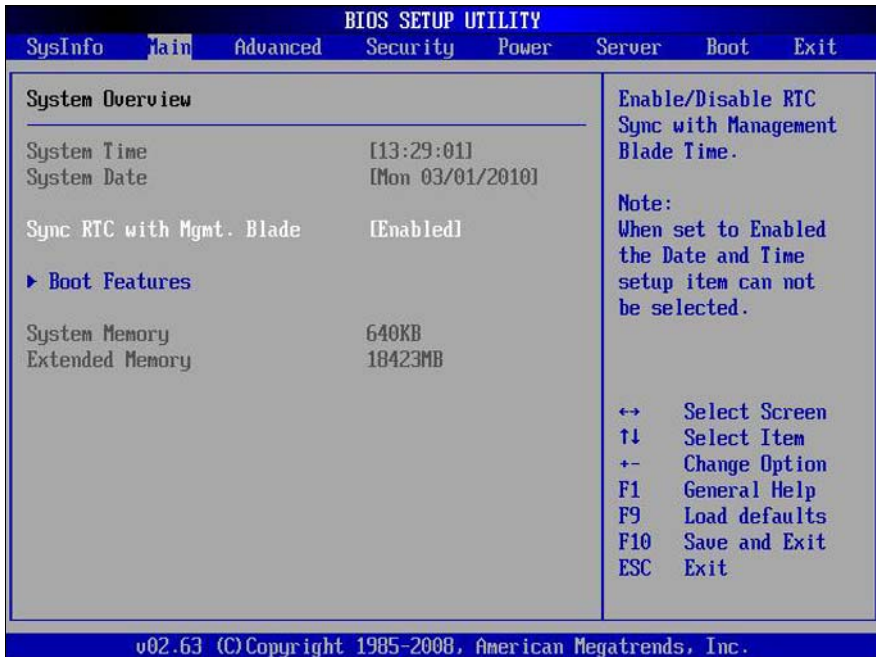 BIOS SETUP UTILITY
SysInfo Main Advanced Security Power Server Boot Exit
System Overview
System Time [13:29:01]
System Date [Mon 03/01/2010]
Sync RTC with Mgmt. Blade [Enabled]
▶ Boot Features
System Memory 640KB
Extended Memory 18423MB
Enable/Disable RTC
Sync with Management
Blade Time.
Note:
When set to Enabled
the Date and Time
setup item can not
be selected.
↔ Select Screen
↑↓ Select Item
+- Change Option
F1 General Help
F9 Load defaults
F10 Save and Exit
ESC Exit
v02.63 (C)Copyright 1985-2008, American Megatrends, Inc.